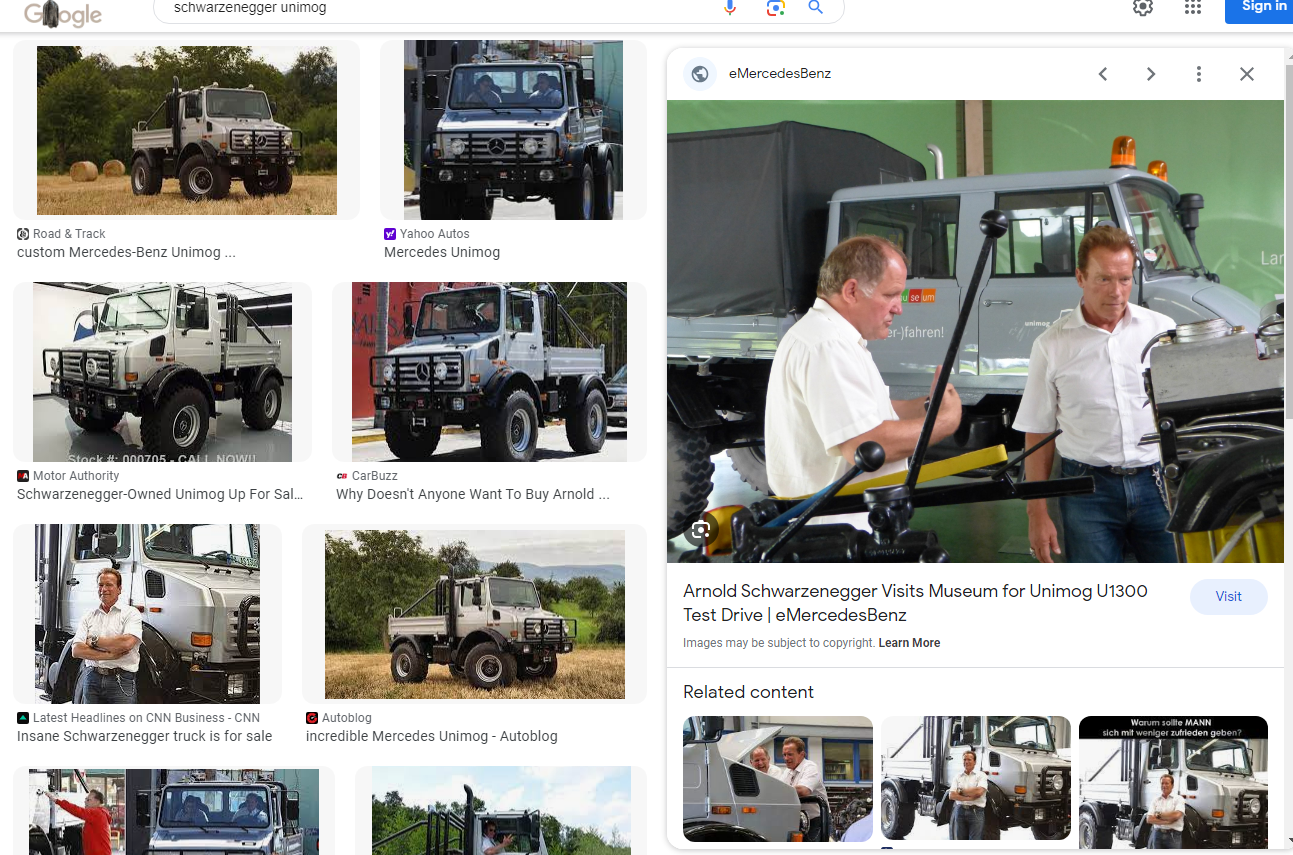 Google
schwarzenegger unimog
Sign in
Road & Track
custom Mercedes-Benz Unimog ...
Yahoo Autos
Mercedes Unimog
Stock #: 000705 - CALL NOW!!
Motor Authority
Schwarzenegger-Owned Unimog Up For Sal...
CarBuzz
Why Doesn't Anyone Want To Buy Arnold ...
Latest Headlines on CNN Business - CNN
Insane Schwarzenegger truck is for sale
Autoblog
incredible Mercedes Unimog - Autoblog
eMercedesBenz
seum
er-)fahren!
unimog
Lar
Arnold Schwarzenegger Visits Museum for Unimog U1300
Test Drive | eMercedesBenz
Visit
Images may be subject to copyright. Learn More
Related content
Warum sollte MANN
sich mit weniger zufrieden geben?